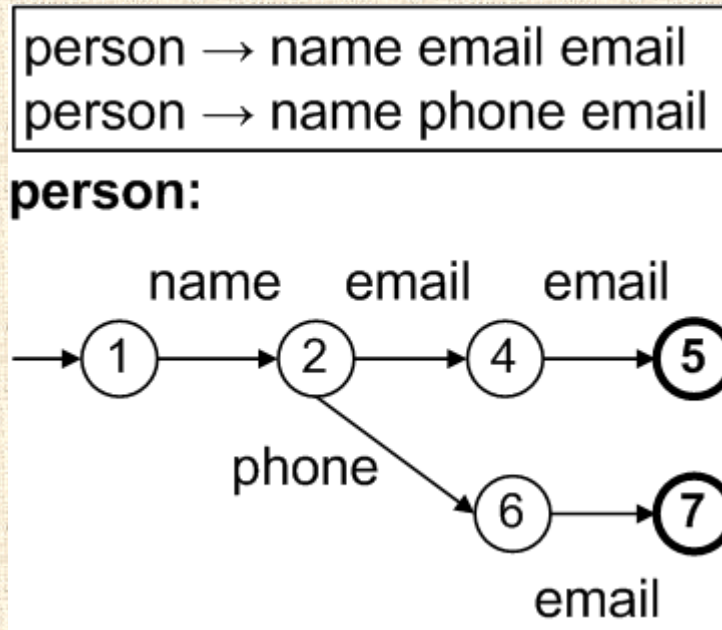 person → name email email
person → name phone email
person:
name email email
1 2 4 5
phone
6 7
email